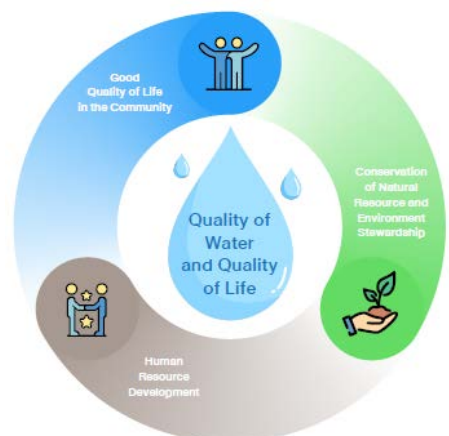 Good
Quality of Life
in the Community
Conservation
of Natural
Resource and
Environment
Stewardship
Quality of
Water
and Quality
of Life
Human
Resource
Development